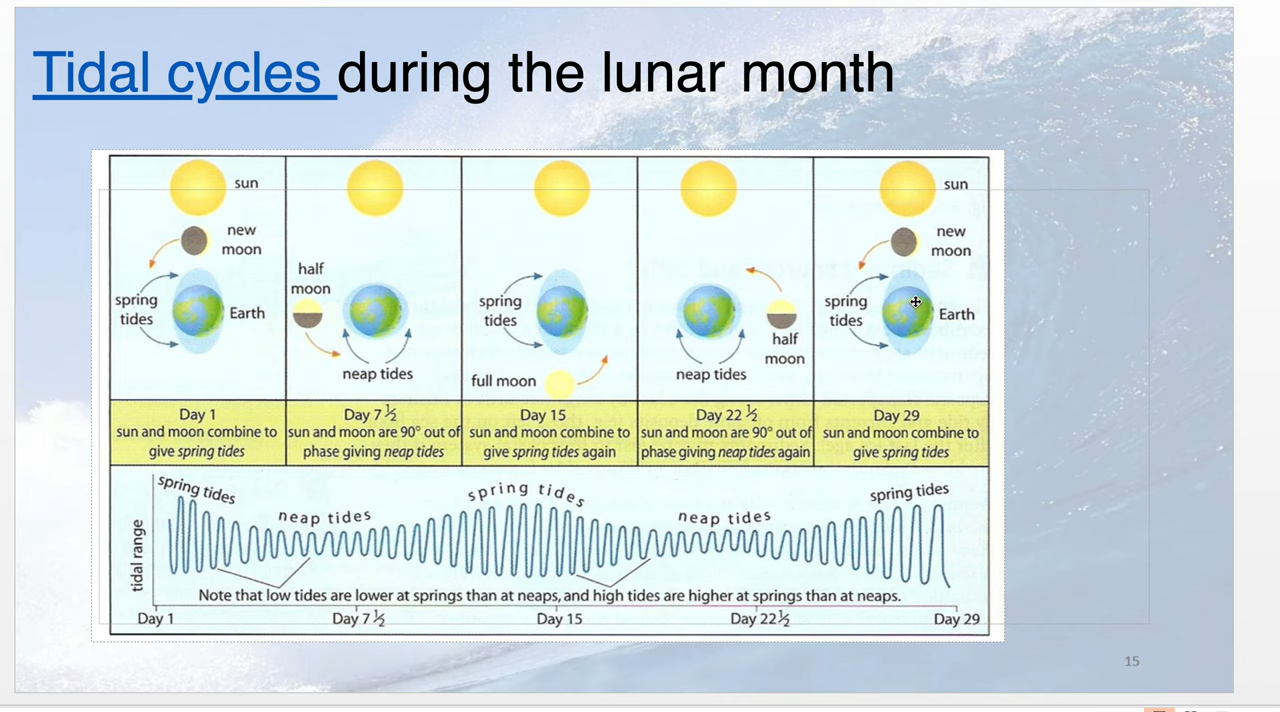 Tidal cycles during the lunar month
sun
new
moon
spring
tides
Earth
half
moon
neap tides
spring
tides
full moon
half
moon
neap tides
sun
new
moon
spring
tides
Earth
Day 1
sun and moon combine to
give spring tides
Day 7 ½
sun and moon are 90° out of
phase giving neap tides
Day 15
sun and moon combine to
give spring tides again
Day 22 ½
sun and moon are 90° out of
phase giving neap tides again
Day 29
sun and moon combine to
give spring tides
tidal range
spring tides
neap tides
spring tides
neap tides
spring tides
Note that low tides are lower at springs than at neaps, and high tides are higher at springs than at neaps.
Day 1
Day 7½
Day 15
Day 22½
Day 29
15